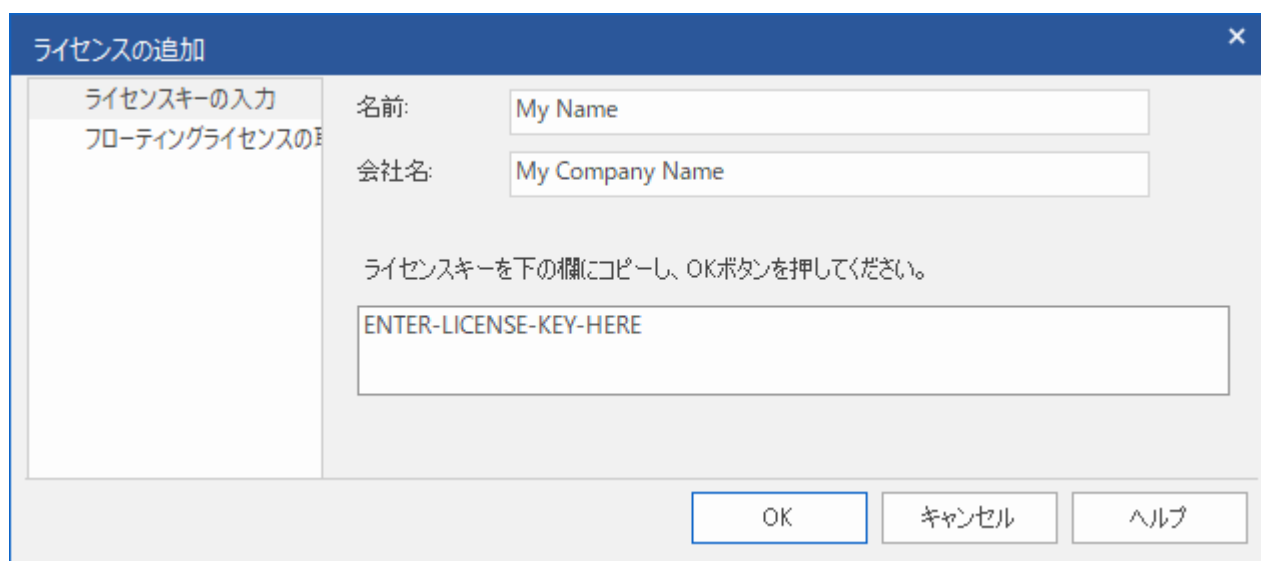 ライセンスの追加
ライセンスキーの入力
フローティングライセンスの
名前: My Name
会社名: My Company Name
ライセンスキーを下の欄にコピーし、OKボタンを押してください。
ENTER-LICENSE-KEY-HERE
OK キャンセル ヘルプ